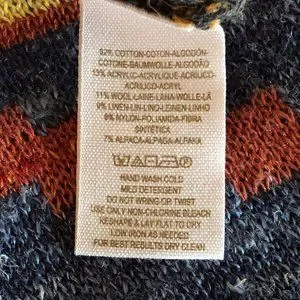 52% COTTON-COTON-ALGODÓN
COTONE-BAUMWOLLE-ALGODÃO
13% ACRYLIC-ACRYLIQUE-ACRILICO-
ACRILICO-ACRYL
11% WOOL-LAINE-LANA-WOLLE-LÃ
9% LINEN-LIN-LINO-LEINEN-LINHO
8% NYLON-POLIAMIDA-FIBRA
SINTÉTICA
7% ALPACA-ALPAGA-ALPAKA
HAND WASH COLD
MILD DETERGENT
DO NOT WRING OR TWIST
USE ONLY NON-CHLORINE BLEACH
RESHAPE & LAY FLAT TO DRY
LOW IRON AS NEEDED
FOR BEST RESULTS DRY CLEAN